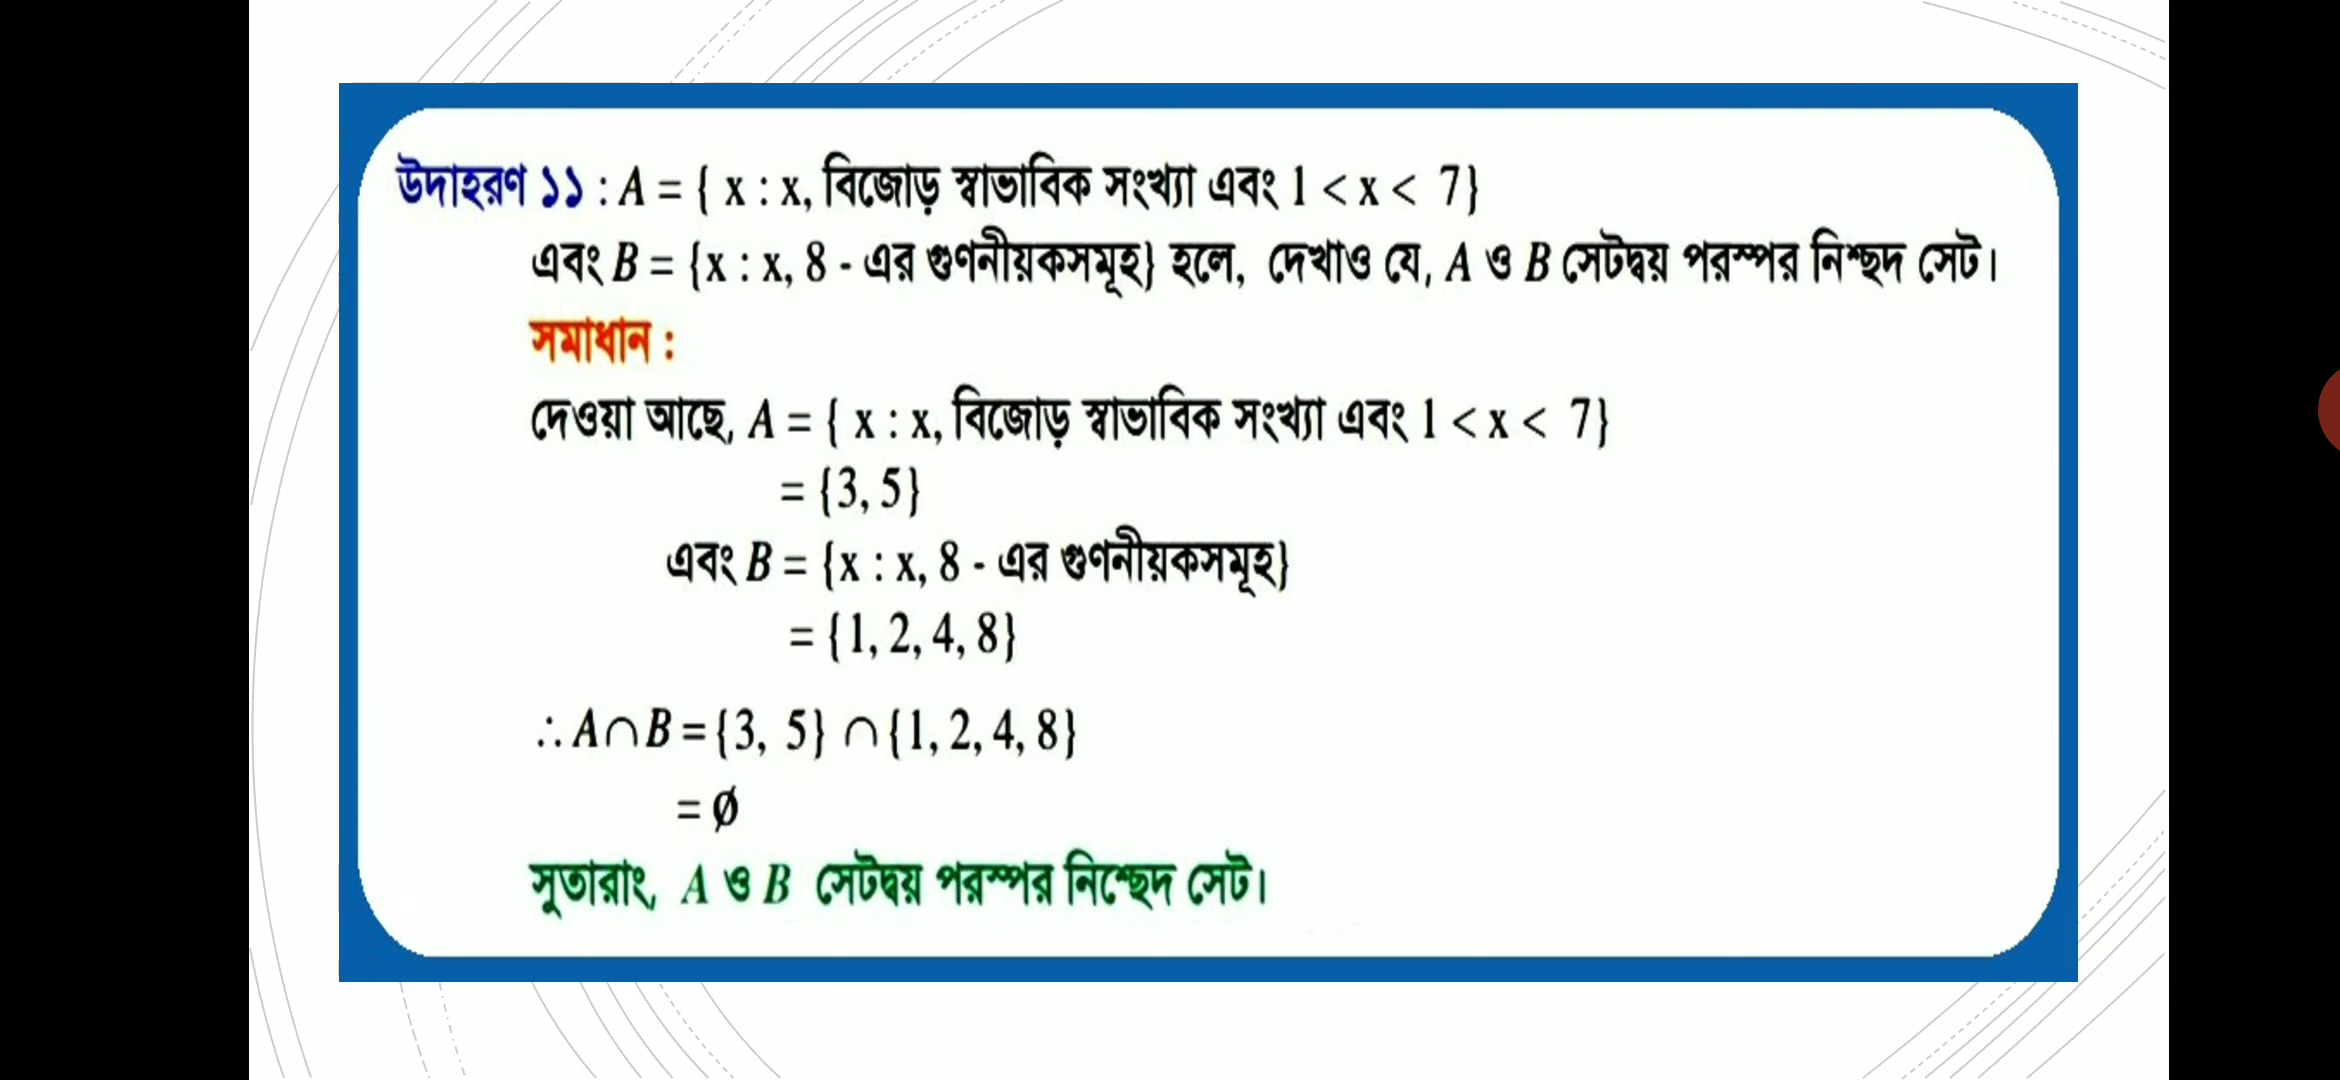 উদাহরণ ১১ : A = { x : x, বিজোড় স্বাভাবিক সংখ্যা এবং 1 < x < 7}
এবং B = {x : x, 8 - এর গুণনীয়কসমূহ} হলে, দেখাও যে, A ও B সেটদ্বয় পরস্পর নিশ্ছদ সেট।
সমাধান :
দেওয়া আছে, A = { x : x, বিজোড় স্বাভাবিক সংখ্যা এবং 1 < x < 7}
= {3, 5}
এবং B = {x : x, 8 - এর গুণনীয়কসমূহ}
= {1, 2, 4, 8}
∴ A∩B = {3, 5} ∩ {1, 2, 4, 8}
= ∅
সুতারাং, A ও B সেটদ্বয় পরস্পর নিশ্ছেদ সেট।